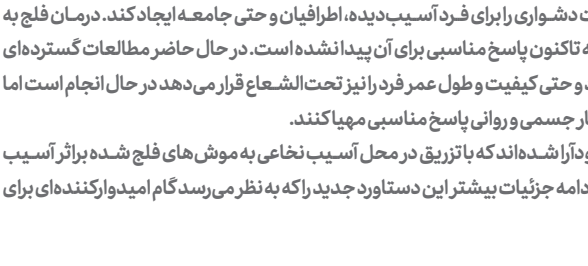 دشواری را برای فرد آسیب‌دیده، اطرافیان و حتی جامعه ایجاد کند. درمان فلج به
تاکنون پاسخ مناسبی برای آن پیدا نشده است. در حال حاضر مطالعات گسترده‌ای
و حتی کیفیت و طول عمر فرد را نیز تحت‌الشعاع قرار می‌دهد در حال انجام است اما
جسمی و روانی پاسخ مناسبی مهیا کنند.
شده‌اند که با تزریق در محل آسیب نخاعی به موش‌های فلج شده براثر آسیب
جزئیات بیشتر این دستاورد جدید را که به نظر می‌رسد گام امیدوارکننده‌ای برای